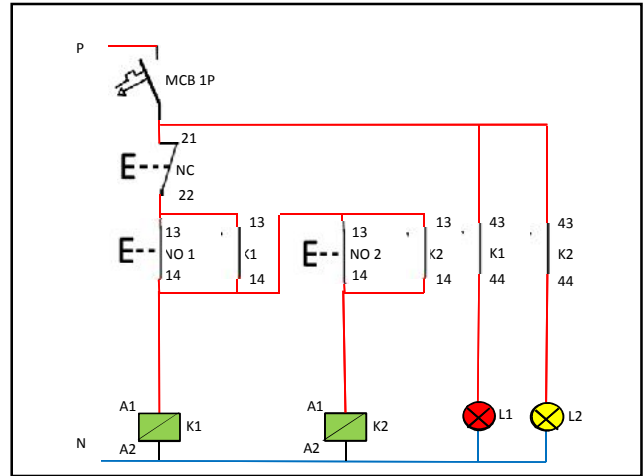 P
MCB 1P
21
NC
22
13 13 13 13 43 43
NO 1 K1 NO 2 K2 K1 K2
14 14 14 14 44 44
A1 K1 A1 K2 L1 L2
A2 A2
N